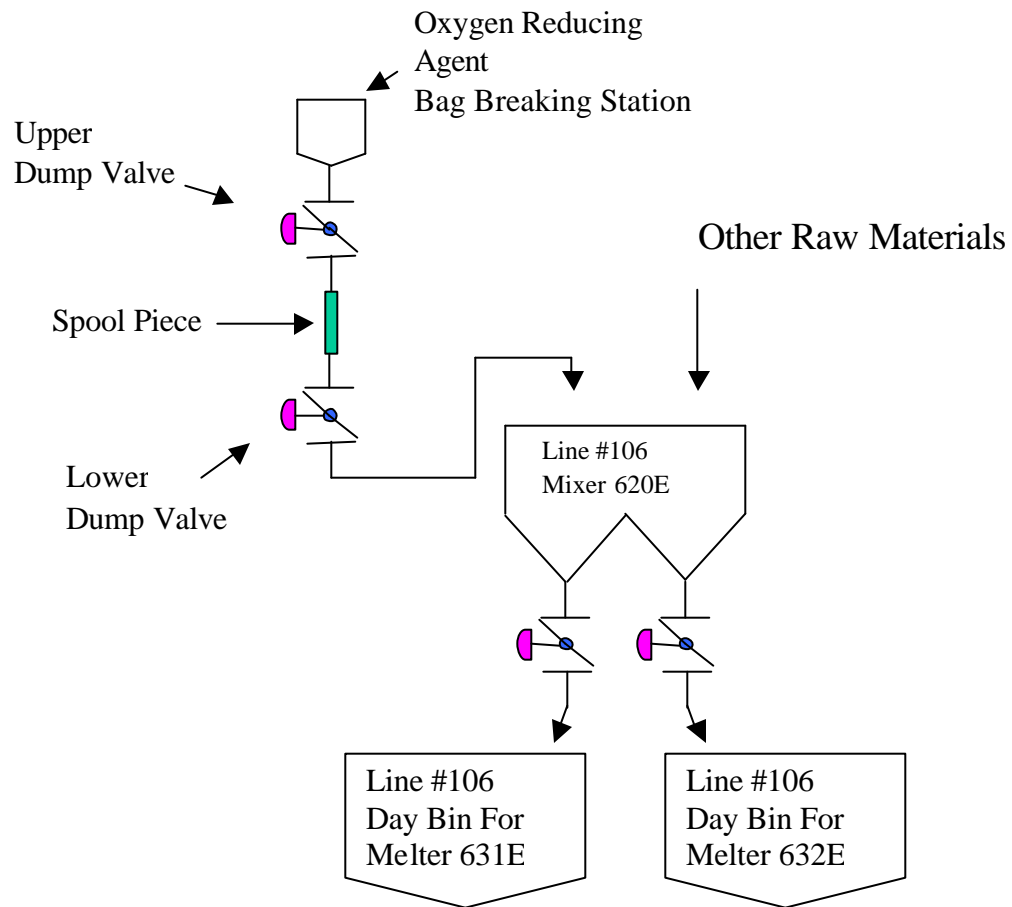 Oxygen Reducing
Agent
Bag Breaking Station
Upper
Dump Valve
Other Raw Materials
Spool Piece
Lower
Dump Valve
Line #106
Mixer 620E
Line #106
Day Bin For
Melter 631E
Line #106
Day Bin For
Melter 632E